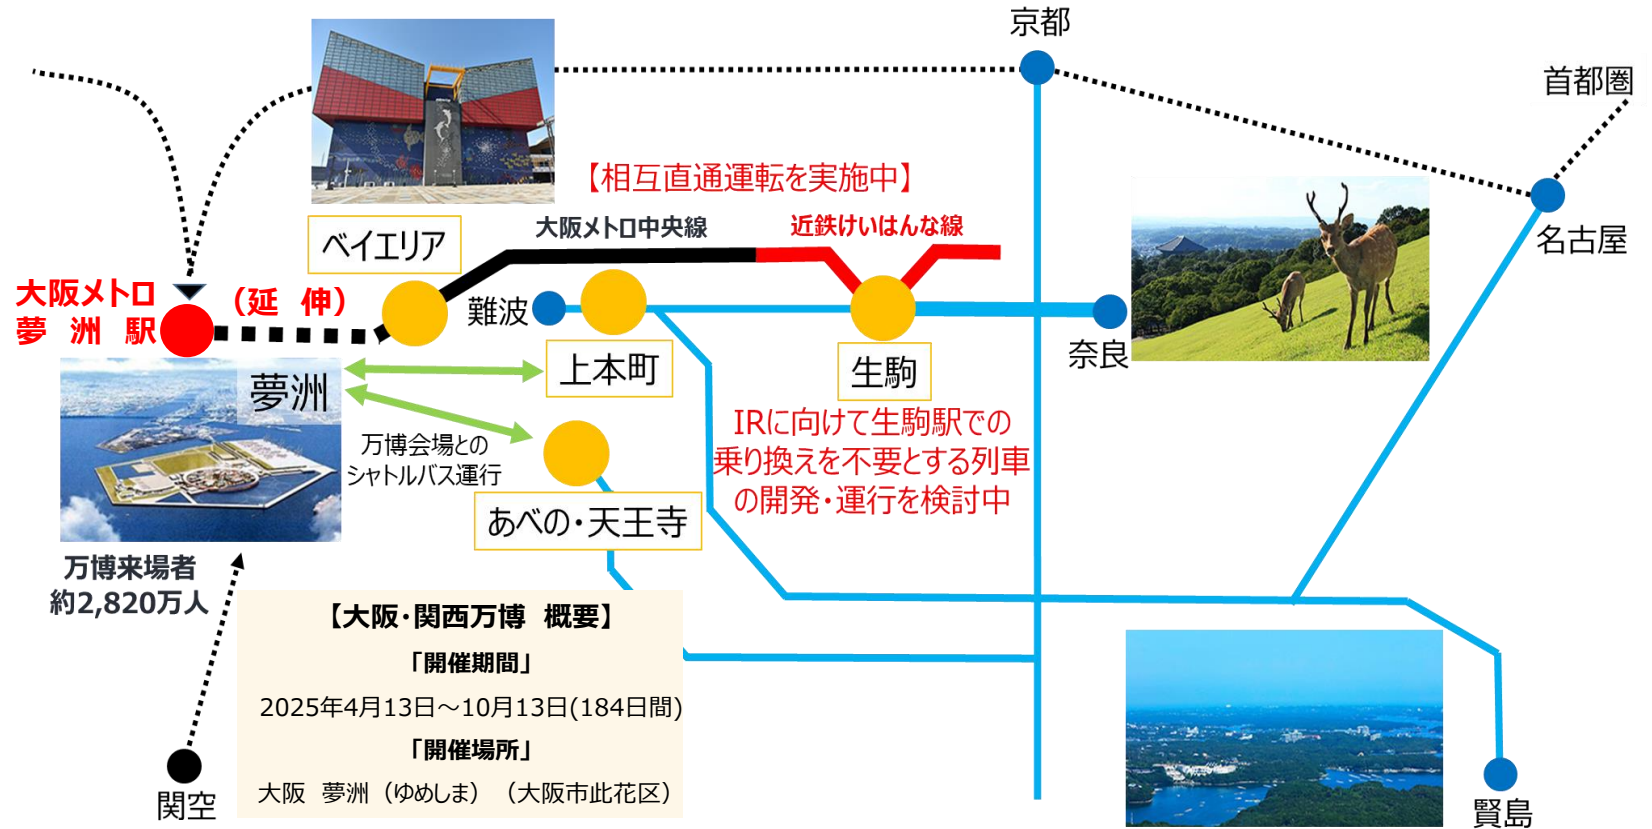 京都
首都圏
【相互直通運転を実施中】
大阪メトロ中央線
近鉄けいはんな線
ベイエリア
名古屋
大阪メトロ
夢 洲 駅
（延 伸）
難波
奈良
上本町
生駒
夢洲
IRに向けて生駒駅での
乗り換えを不要とする列車
の開発・運行を検討中
万博会場との
シャトルバス運行
あべの・天王寺
万博来場者
約2,820万人
【大阪・関西万博 概要】
「開催期間」
2025年4月13日～10月13日(184日間)
「開催場所」
大阪 夢洲（ゆめしま）（大阪市此花区）
関空
賢島